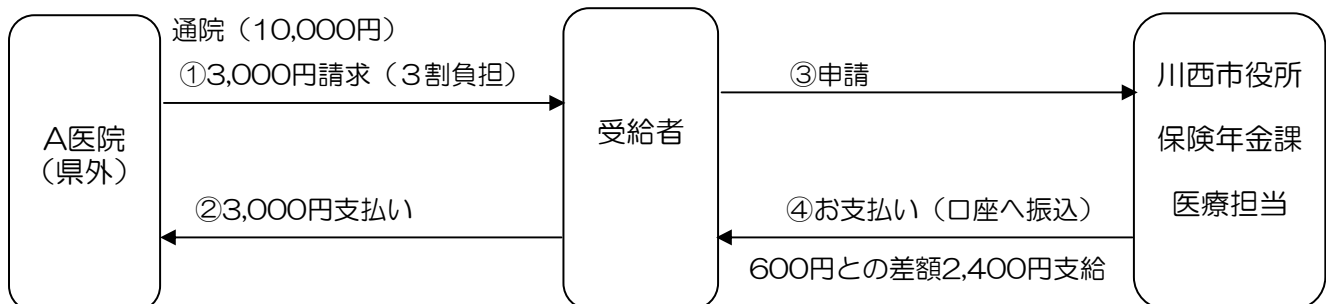 A医院
（県外）
通院（10,000円）
①3,000円請求（３割負担）
②3,000円支払い
受給者
③申請
④お支払い（口座へ振込）
600円との差額2,400円支給
川西市役所
保険年金課
医療担当